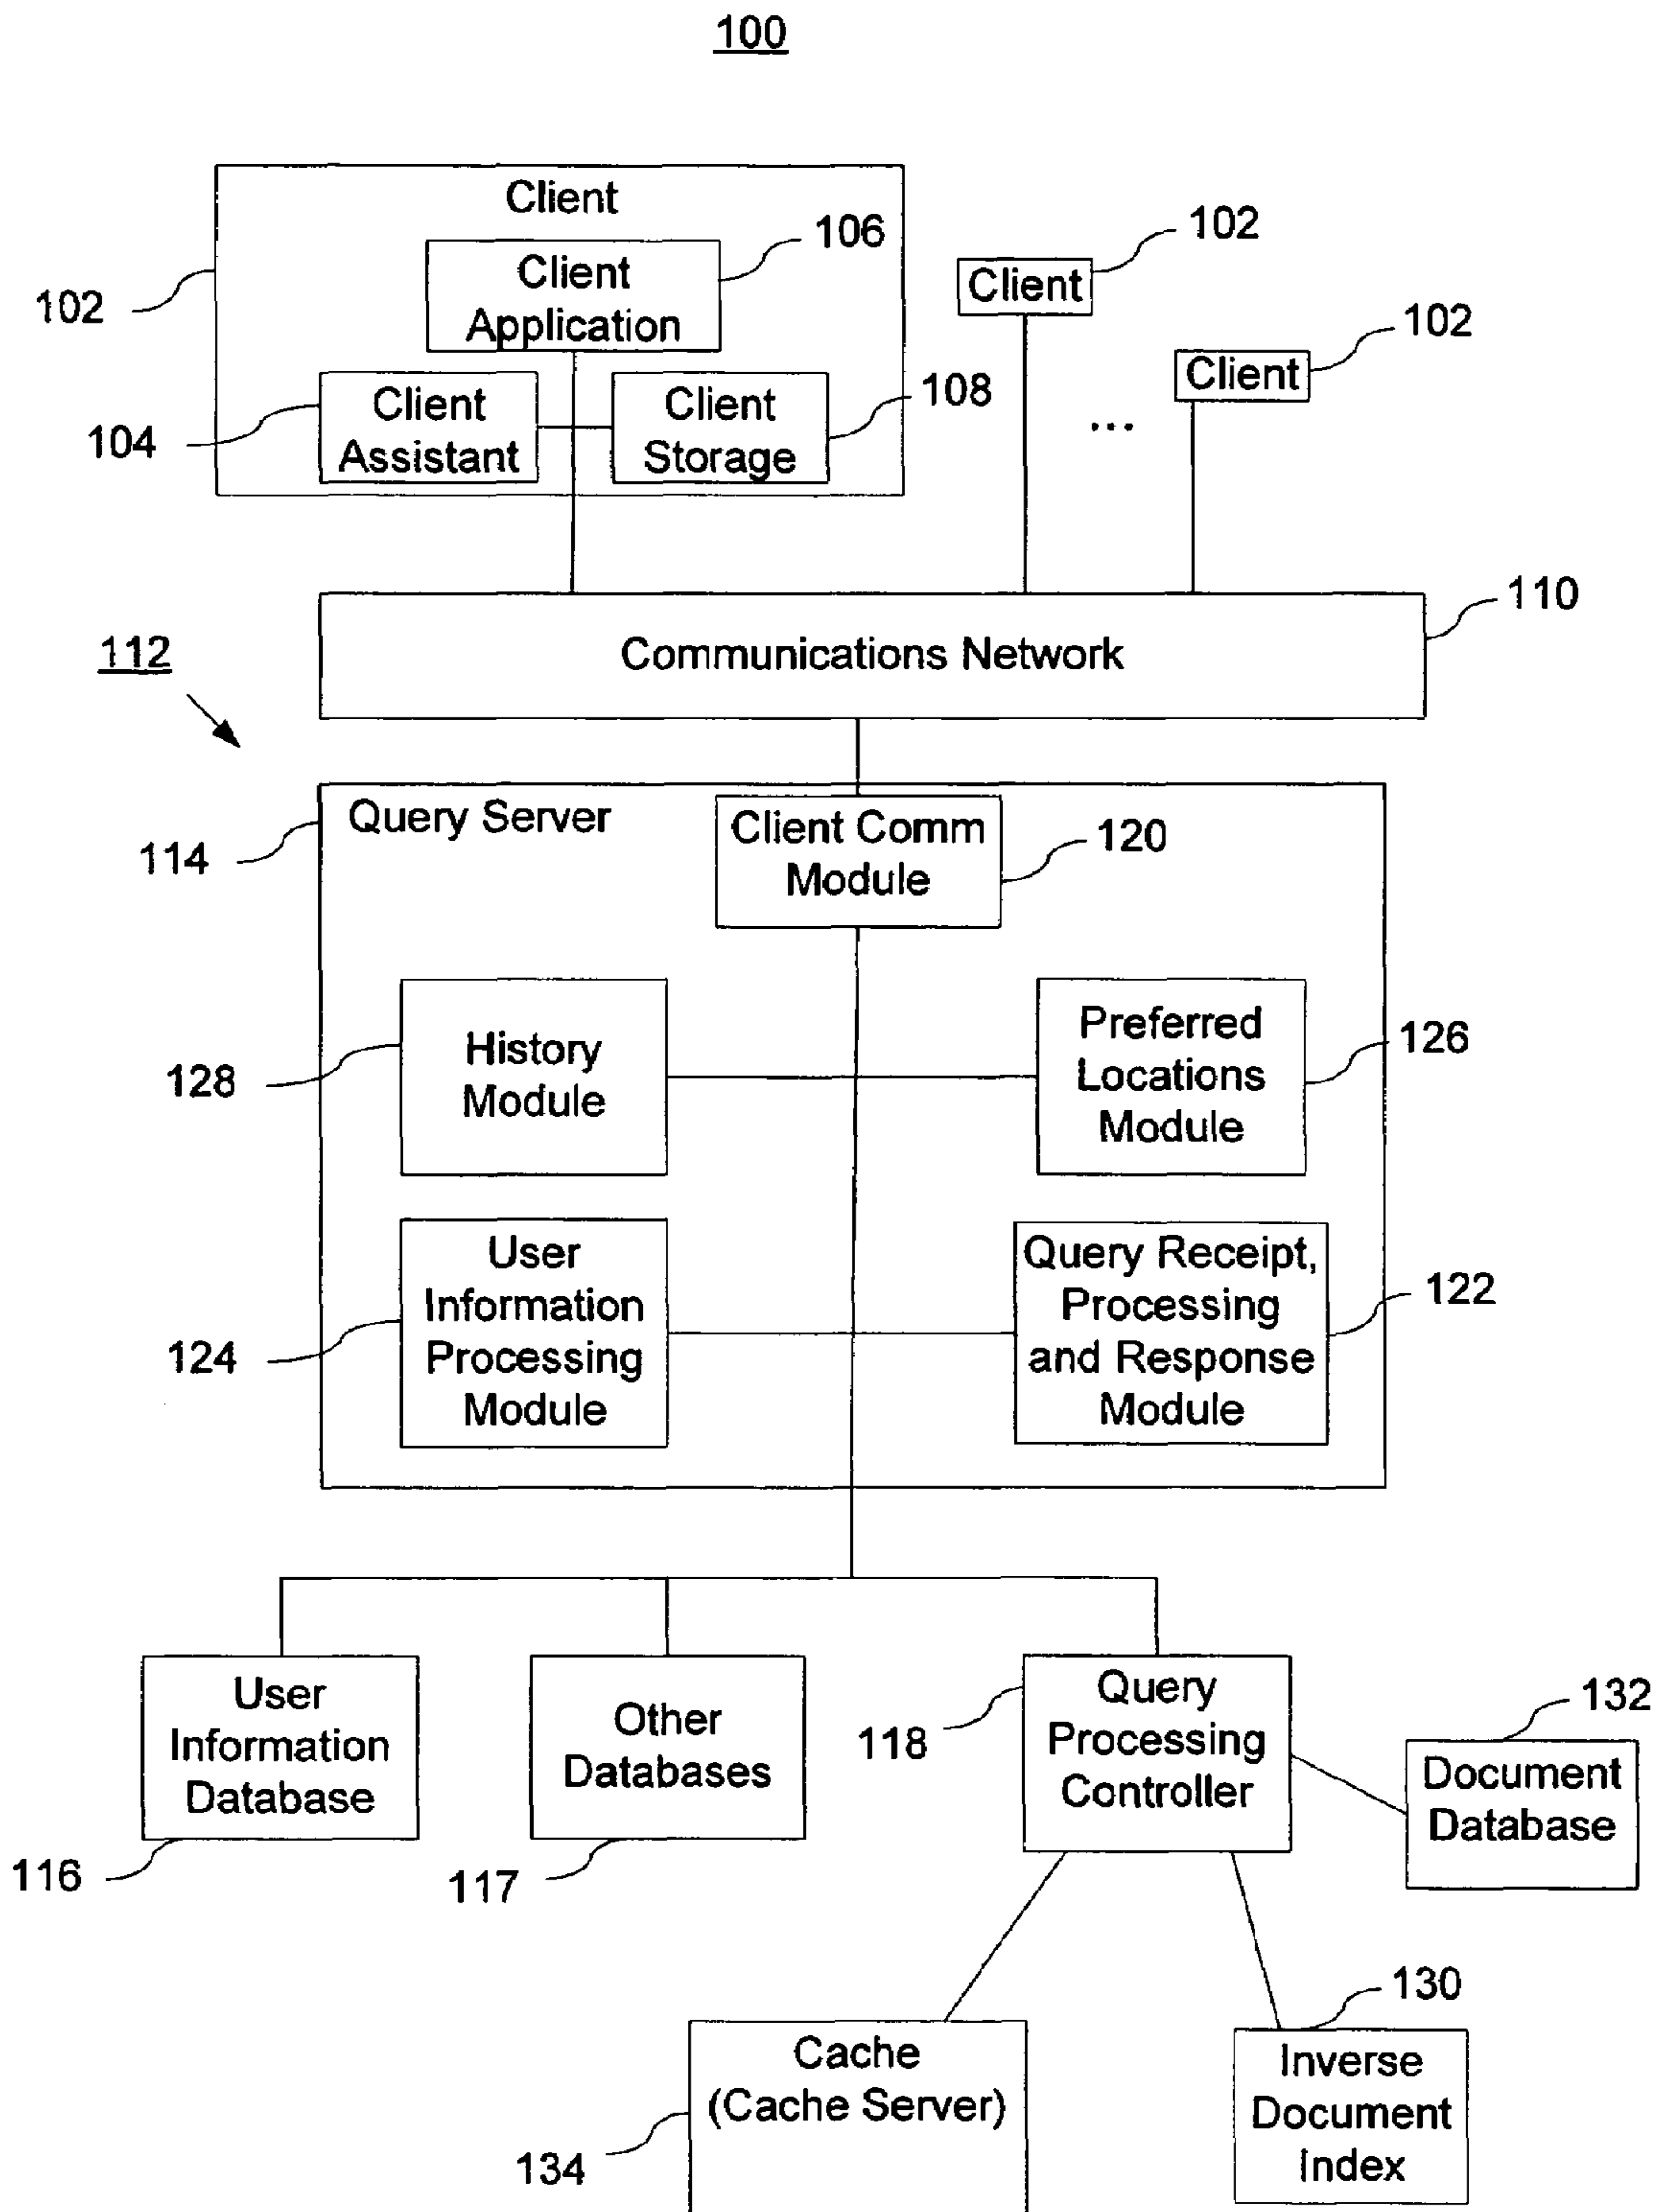 100
Client
106
Client
Application
102
Client
Assistant
104
Client
Storage
108
Client
102
Client
102
...
110
Communications Network
112
Query Server
114
Client Comm
Module
120
History
Module
128
Preferred
Locations
Module
126
User
Information
Processing
Module
124
Query Receipt,
Processing
and Response
Module
122
User
Information
Database
116
Other
Databases
117
Query
Processing
Controller
118
132
Document
Database
Cache
(Cache Server)
134
130
Inverse
Document
Index